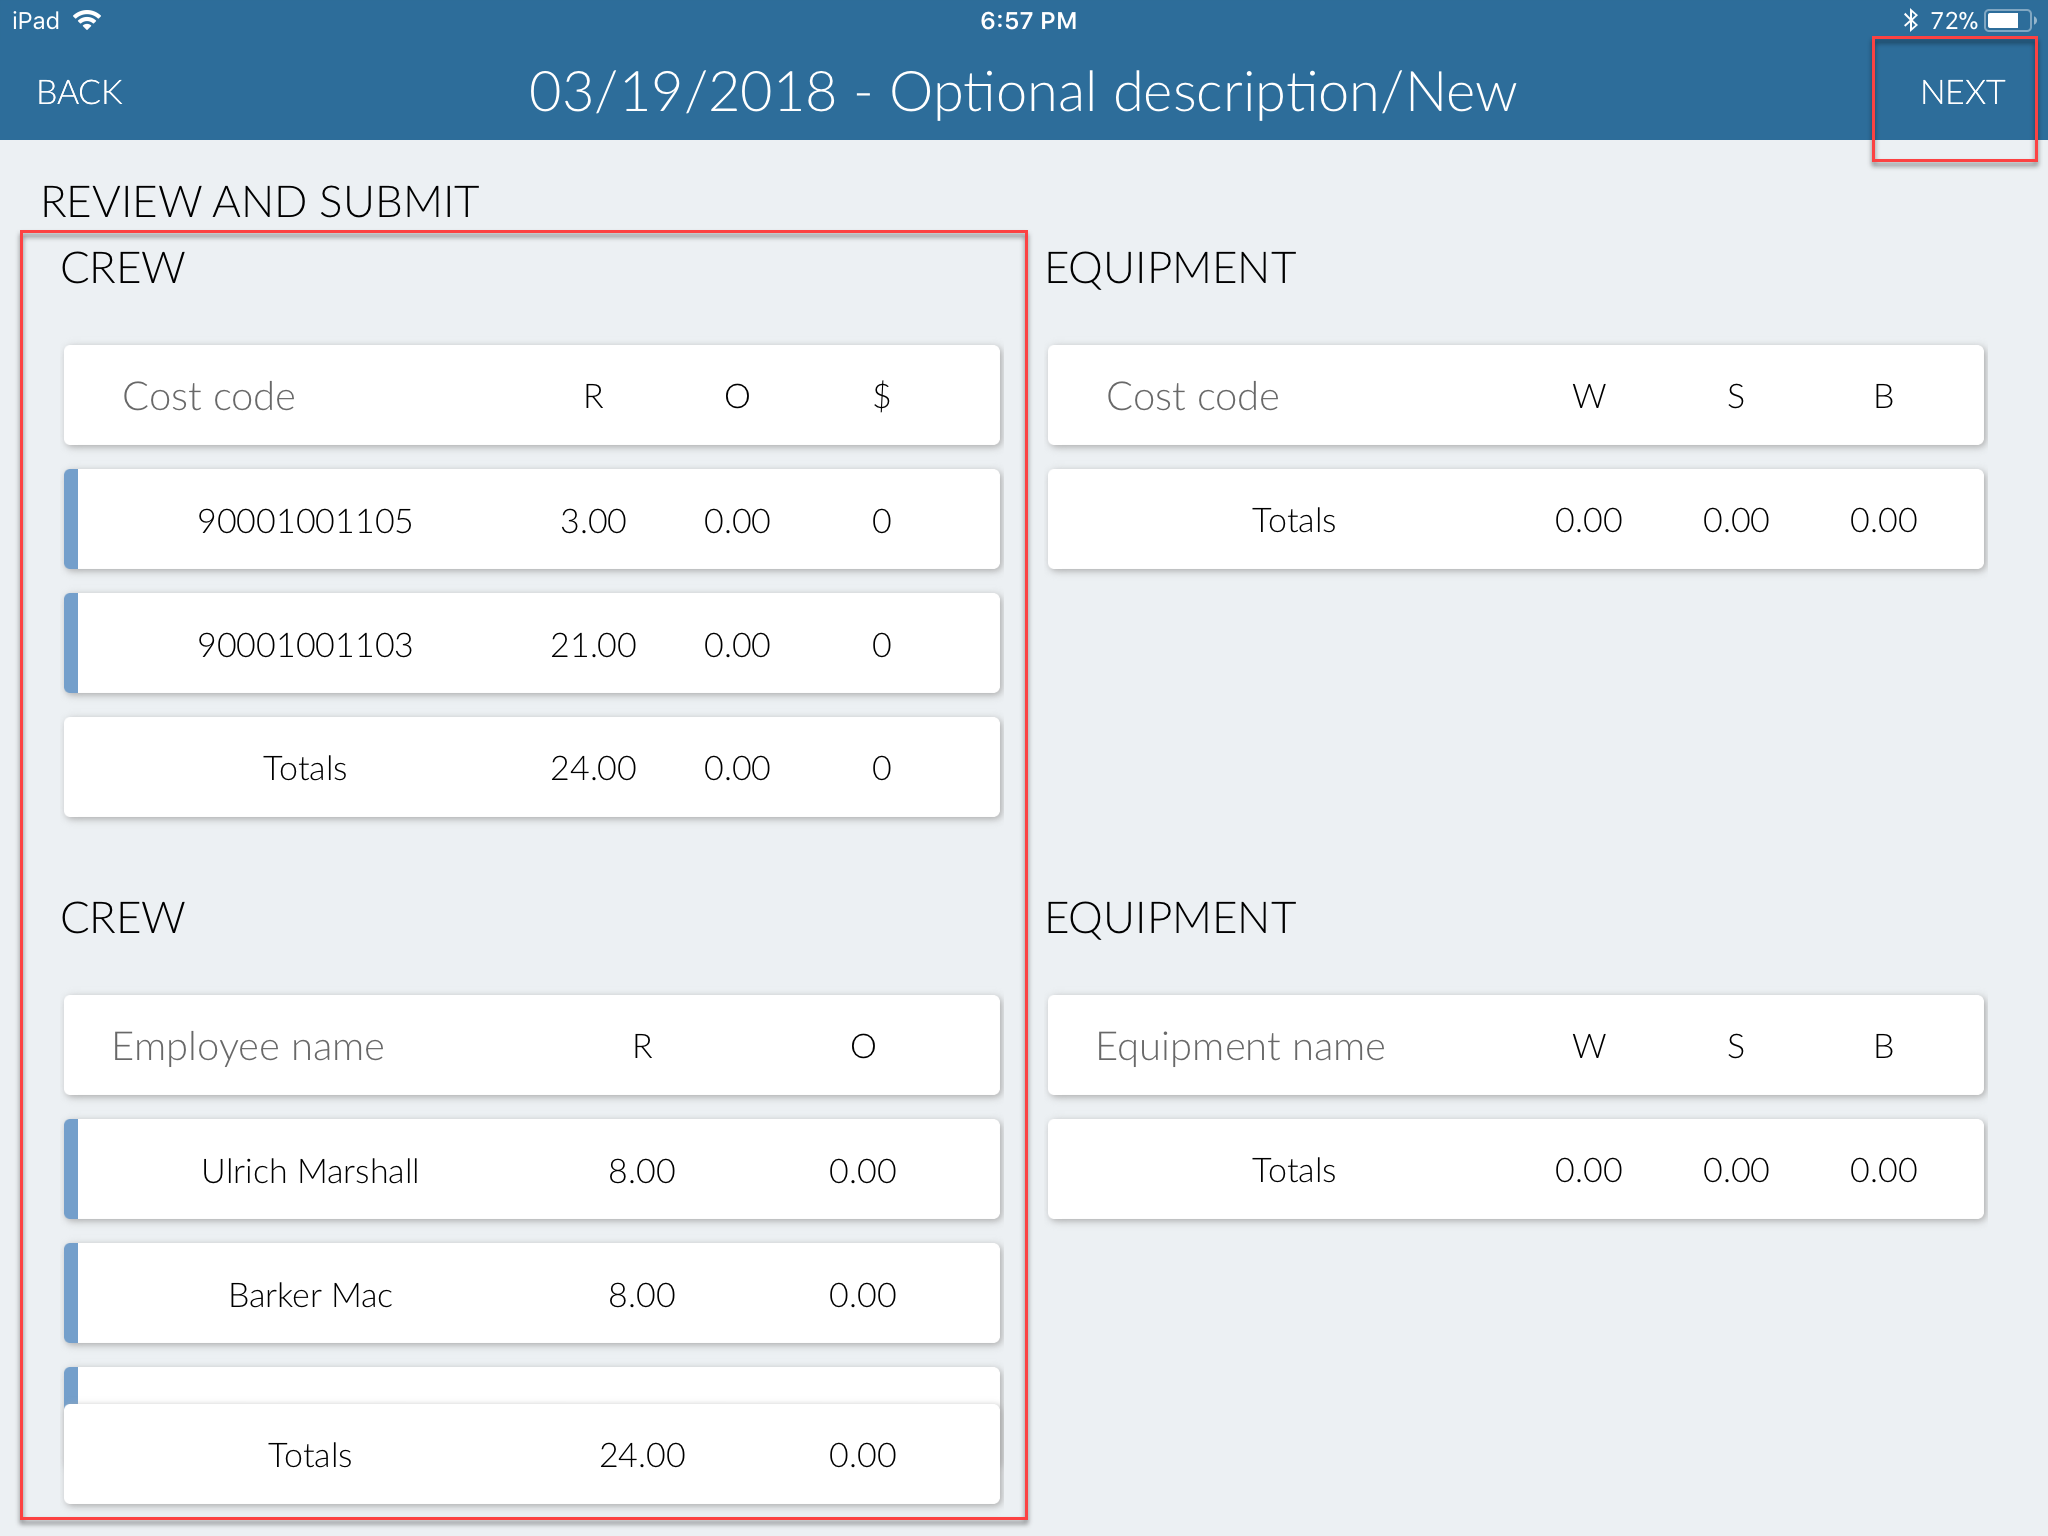 iPad 6:57 PM 72%
BACK 03/19/2018 - Optional description/New NEXT
REVIEW AND SUBMIT
CREW
Cost code R O $
90001001105 3.00 0.00 0
90001001103 21.00 0.00 0
Totals 24.00 0.00 0
EQUIPMENT
Cost code W S B
Totals 0.00 0.00 0.00
CREW
Employee name R O
Ulrich Marshall 8.00 0.00
Barker Mac 8.00 0.00
Totals 24.00 0.00
EQUIPMENT
Equipment name W S B
Totals 0.00 0.00 0.00